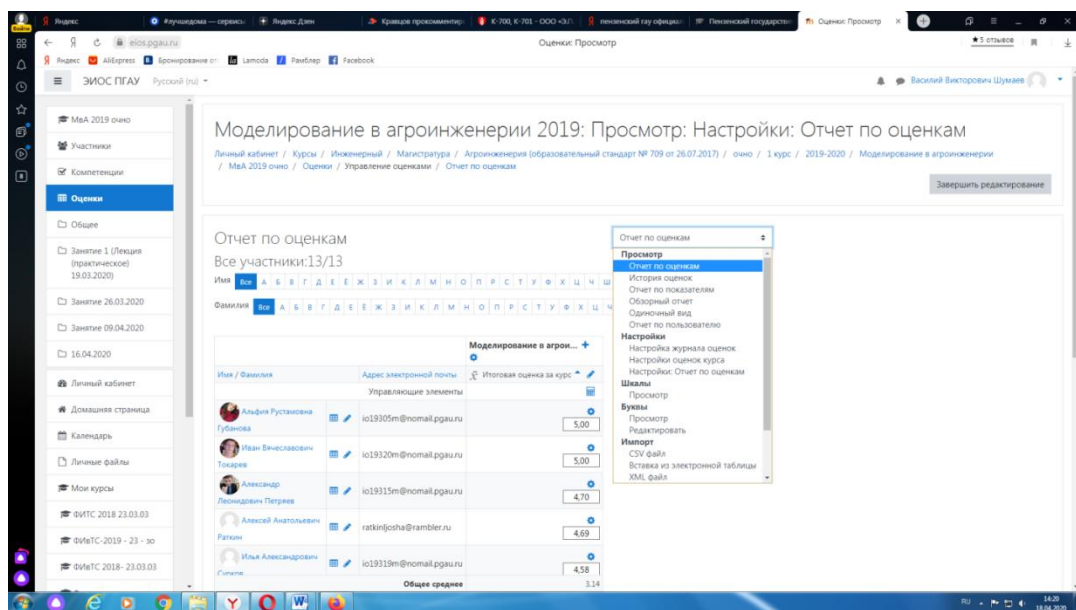 Войти
Яндекс
#лучшедома — сервисы
Яндекс.Дзен
Кравцов прокомментиро
К-700, К-701 - ООО «ЗЛ
пензенский гау официал
Пензенский государстве
Оценки: Просмотр
eios.pgau.ru
Оценки: Просмотр
5 отзывов
Яндекс
AliExpress
Бронирование от
Lamoda
Рамблер
Facebook
ЭИОС ПГАУ
Русский (ru)
Василий Викторович Шумаев
МвА 2019 очно
Участники
Компетенции
Оценки
Общее
Занятие 1 (Лекция
(практическое)
19.03.2020)
Занятие 26.03.2020
Занятие 09.04.2020
16.04.2020
Личный кабинет
Домашняя страница
Календарь
Личные файлы
Мои курсы
ФИТС 2018 23.03.03
ФИвТС-2019 - 23 - зо
ФИвТС 2018- 23.03.03
Моделирование в агроинженерии 2019: Просмотр: Настройки: Отчет по оценкам
Личный кабинет / Курсы / Инженерный / Магистратура / Агроинженерия (образовательный стандарт № 709 от 26.07.2017) / очно / 1 курс / 2019-2020 / Моделирование в агроинженерии
/ МвА 2019 очно / Оценки / Управление оценками / Отчет по оценкам
Завершить редактирование
Отчет по оценкам
Все участники:13/13
Имя Все А Б В Г Д Е Ё Ж З И К Л М Н О П Р С Т У Ф Х Ц Ч Ш
Фамилия Все А Б В Г Д Е Ё Ж З И К Л М Н О П Р С Т У Ф Х Ц Ч
Моделирование в агрои...
Имя / Фамилия
Адрес электронной почты
Итоговая оценка за курс
Управляющие элементы
Альфия Рустамовна
Губанова
io19305m@nomail.pgau.ru
5,00
Иван Вячеславович
Токарев
io19320m@nomail.pgau.ru
5,00
Александр
Леонидович Петряев
io19315m@nomail.pgau.ru
4,70
Алексей Анатольевич
Раткин
ratkinljosha@rambler.ru
4,69
Илья Александрович
io19319m@nomail.pgau.ru
4,58
Общее среднее
3,14
Отчет по оценкам
Просмотр
Отчет по оценкам
История оценок
Отчет по показателям
Обзорный отчет
Одиночный вид
Отчет по пользователю
Настройки
Настройка журнала оценок
Настройки оценок курса
Настройки: Отчет по оценкам
Шкалы
Просмотр
Буквы
Просмотр
Редактировать
Импорт
CSV файл
Вставка из электронной таблицы
XML файл
RU
14:20
18.04.2020